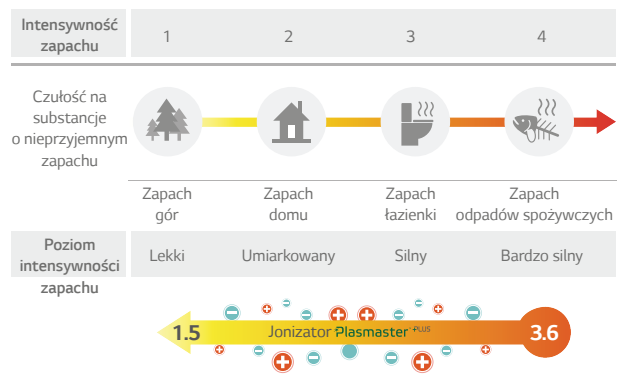 Intensywność
zapachu
1 2 3 4
Czułość na
substancje
o nieprzyjemnym
zapachu
Zapach
gór
Zapach
domu
Zapach
łazienki
Zapach
odpadów spożywczych
Poziom
intensywności
zapachu
Lekki Umiarkowany Silny Bardzo silny
1.5 Jonizator Plasmaster⁺⁺PLUS 3.6